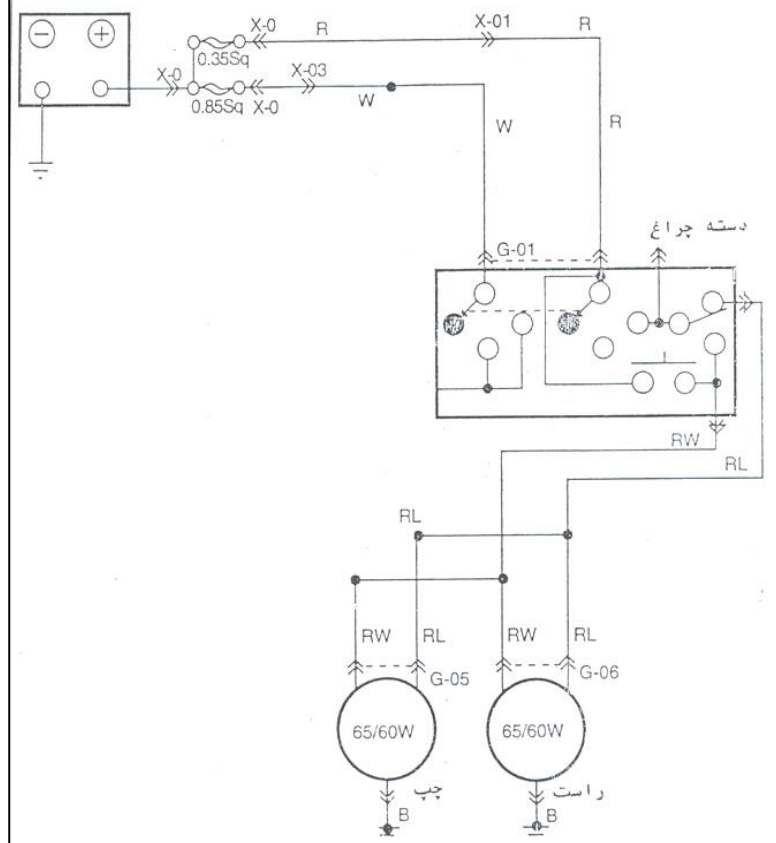 − +
X-0 R X-01 R
0.35Sq
X-0 X-03
0.85Sq X-0 W
W R
دسته چراغ
G-01
RW
RL
RL
RW RL RW RL
G-05 G-06
65/60W 65/60W
چپ راست
B B